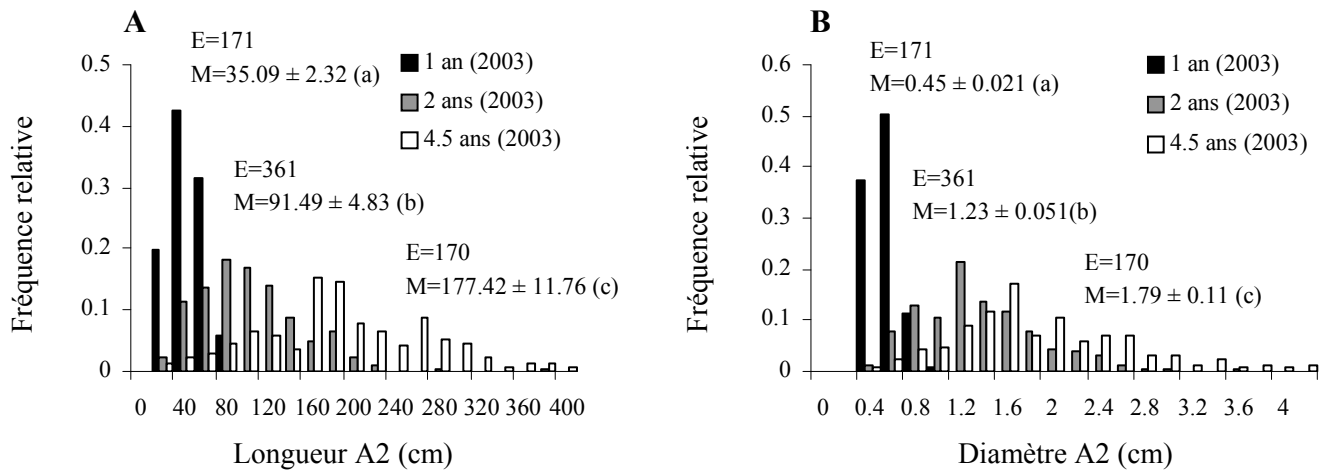 A
E=171
M=35.09 ± 2.32 (a)
1 an (2003)
2 ans (2003)
4.5 ans (2003)
E=361
M=91.49 ± 4.83 (b)
E=170
M=177.42 ± 11.76 (c)
Fréquence relative
0.5
0.4
0.3
0.2
0.1
0
0 40 80 120 160 200 240 280 320 360 400
Longueur A2 (cm)
B
E=171
M=0.45 ± 0.021 (a)
1 an (2003)
2 ans (2003)
4.5 ans (2003)
E=361
M=1.23 ± 0.051(b)
E=170
M=1.79 ± 0.11 (c)
Fréquence relative
0.6
0.5
0.4
0.3
0.2
0.1
0
0 0.4 0.8 1.2 1.6 2 2.4 2.8 3.2 3.6 4
Diamètre A2 (cm)